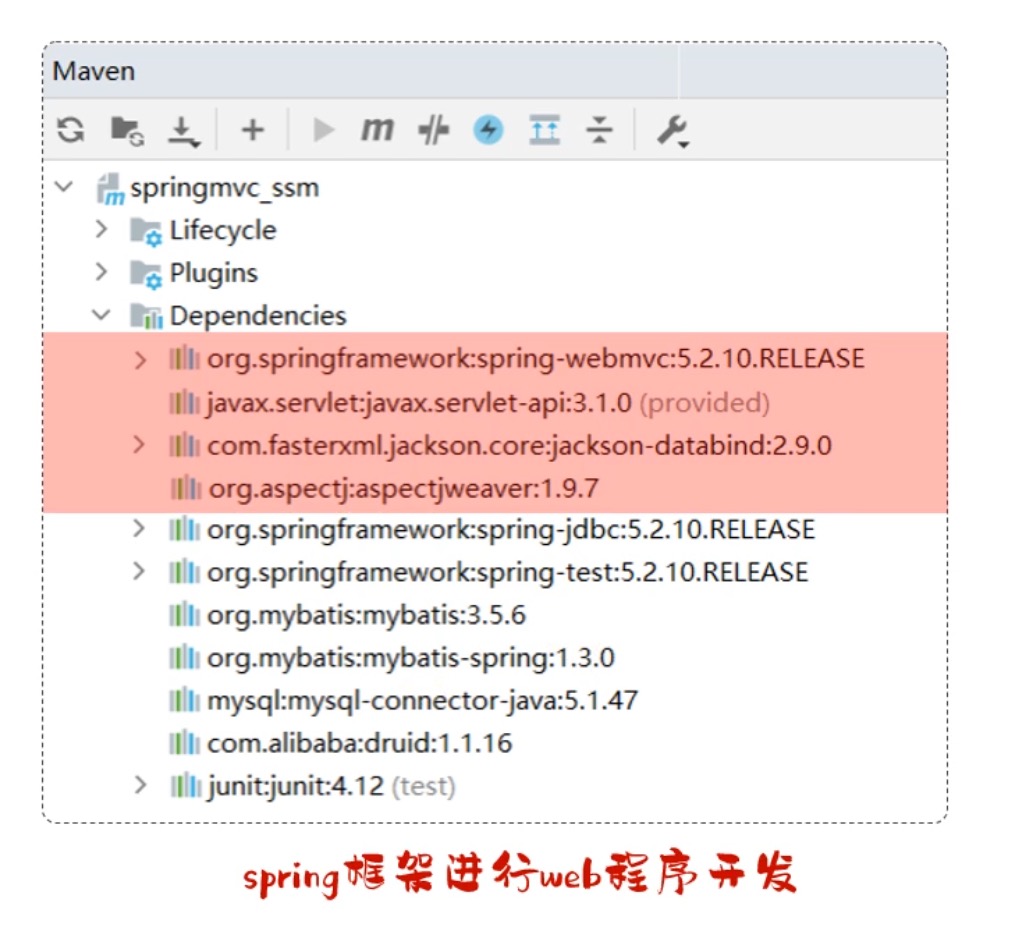 Maven
springmvc_ssm
Lifecycle
Plugins
Dependencies
org.springframework:spring-webmvc:5.2.10.RELEASE
javax.servlet:javax.servlet-api:3.1.0 (provided)
com.fasterxml.jackson.core:jackson-databind:2.9.0
org.aspectj:aspectjweaver:1.9.7
org.springframework:spring-jdbc:5.2.10.RELEASE
org.springframework:spring-test:5.2.10.RELEASE
org.mybatis:mybatis:3.5.6
org.mybatis:mybatis-spring:1.3.0
mysql:mysql-connector-java:5.1.47
com.alibaba:druid:1.1.16
junit:junit:4.12 (test)
spring框架进行web程序开发